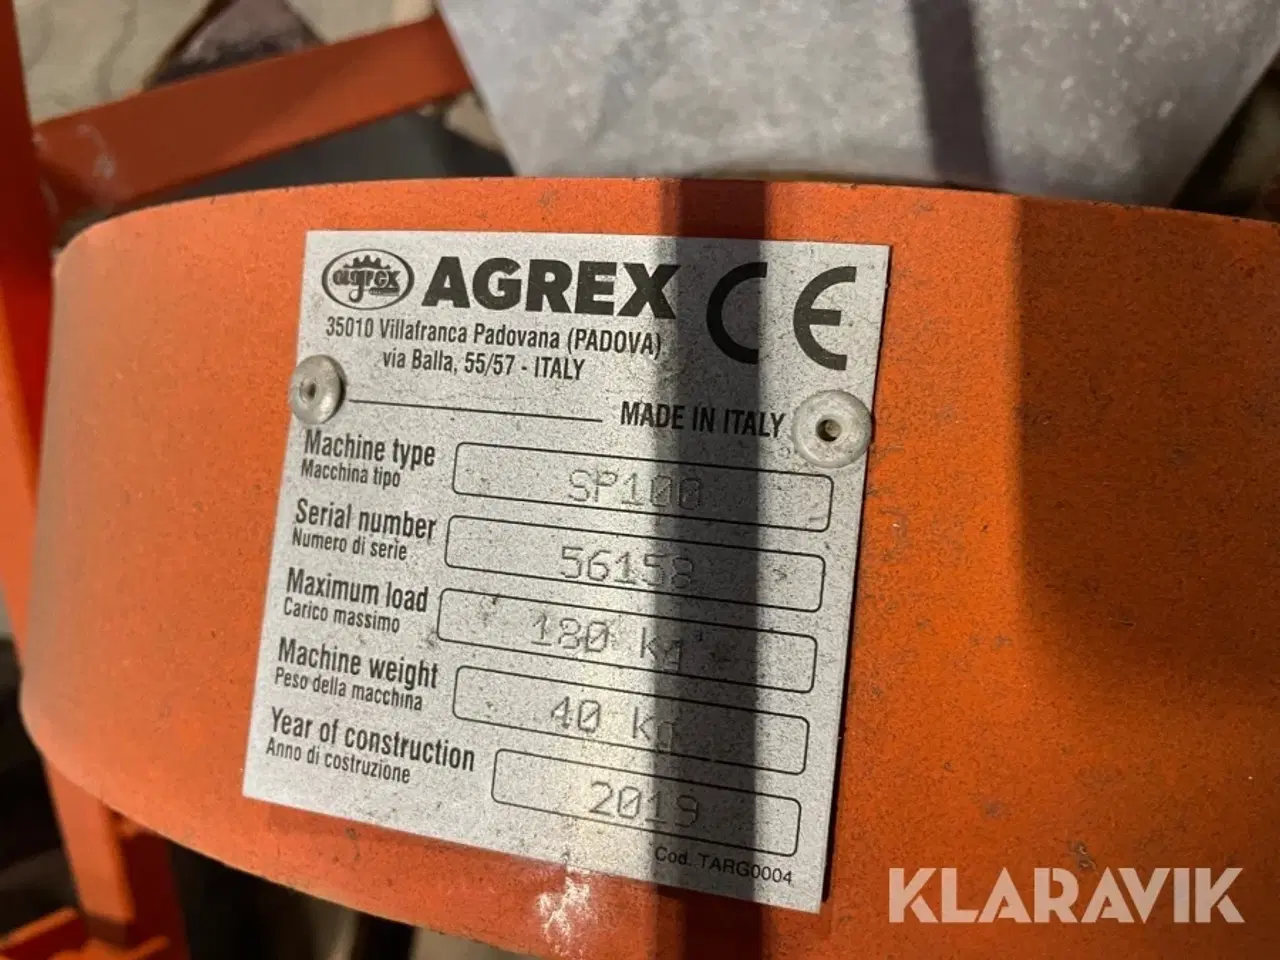 agrex AGREX CE
35010 Villafranca Padovana (PADOVA)
via Balla, 55/57 - ITALY
MADE IN ITALY
Machine type SP100
Macchina tipo
Serial number 56158
Numero di serie
Maximum load 180 kg
Carico massimo
Machine weight 40 kg
Peso della macchina
Year of construction 2019
Anno di costruzione
Cod. TARG0004
KLARAVIK